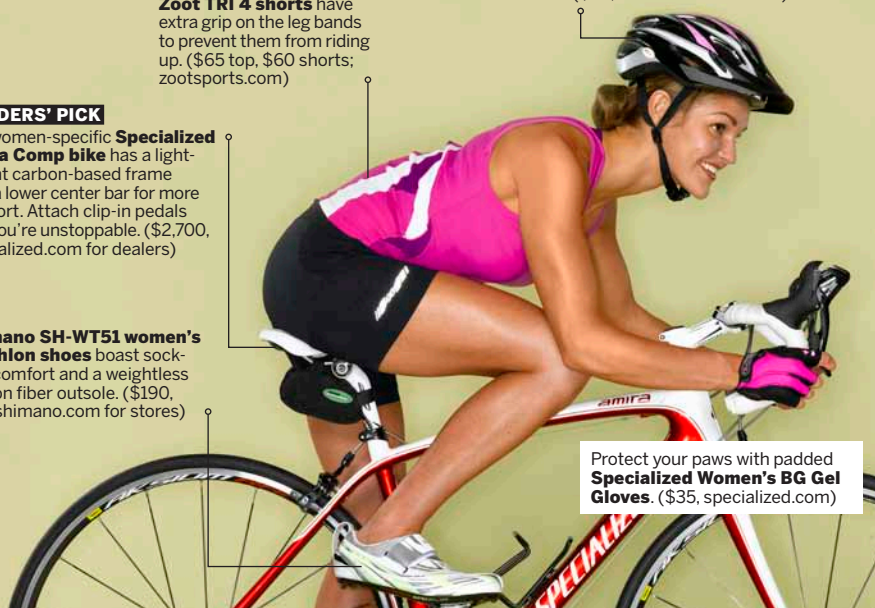 Zoot TRI 4 shorts have
extra grip on the leg bands
to prevent them from riding
up. ($65 top, $60 shorts;
zootsports.com)
DERS' PICK
women-specific Specialized
a Comp bike has a light-
t carbon-based frame
lower center bar for more
ort. Attach clip-in pedals
ou're unstoppable. ($2,700,
alized.com for dealers)
mano SH-WT51 women's
hlon shoes boast sock-
comfort and a weightless
on fiber outsole. ($190,
shimano.com for stores)
amira
Protect your paws with padded
Specialized Women's BG Gel
Gloves. ($35, specialized.com)
SPECIALIZ
AKSIUM